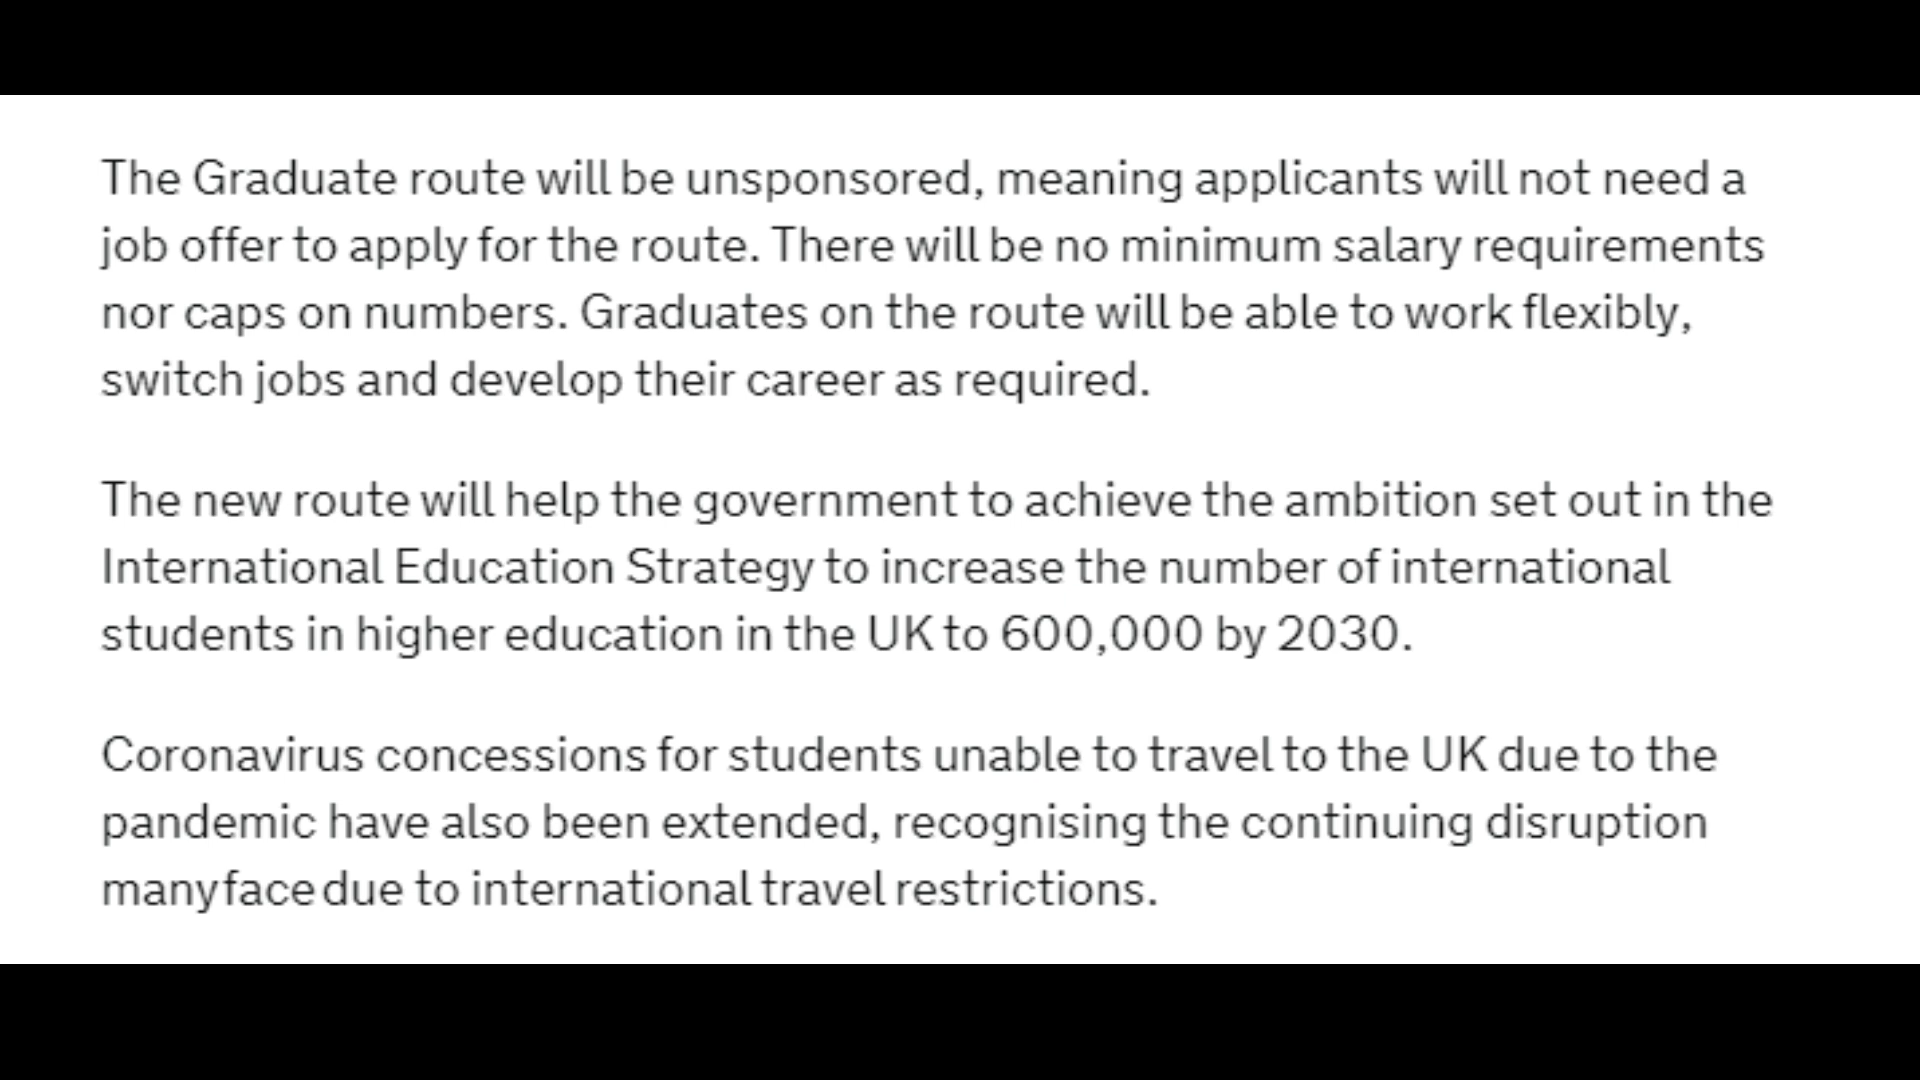 The Graduate route will be unsponsored, meaning applicants will not need a
job offer to apply for the route. There will be no minimum salary requirements
nor caps on numbers. Graduates on the route will be able to work flexibly,
switch jobs and develop their career as required.
The new route will help the government to achieve the ambition set out in the
International Education Strategy to increase the number of international
students in higher education in the UK to 600,000 by 2030.
Coronavirus concessions for students unable to travel to the UK due to the
pandemic have also been extended, recognising the continuing disruption
many face due to international travel restrictions.